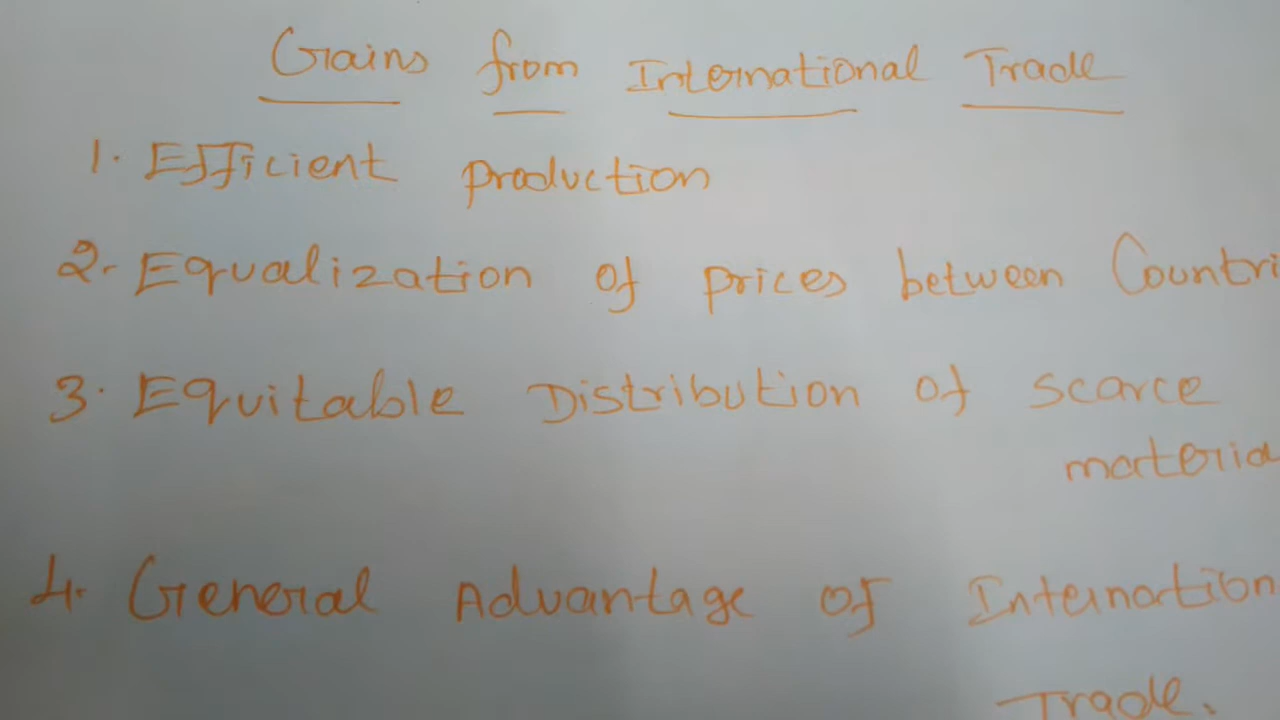 Gains from International Trade
1. Efficient production
2. Equalization of prices between Countri
3. Equitable Distribution of scarce
materia
4. General Advantage of Internation
Trade.